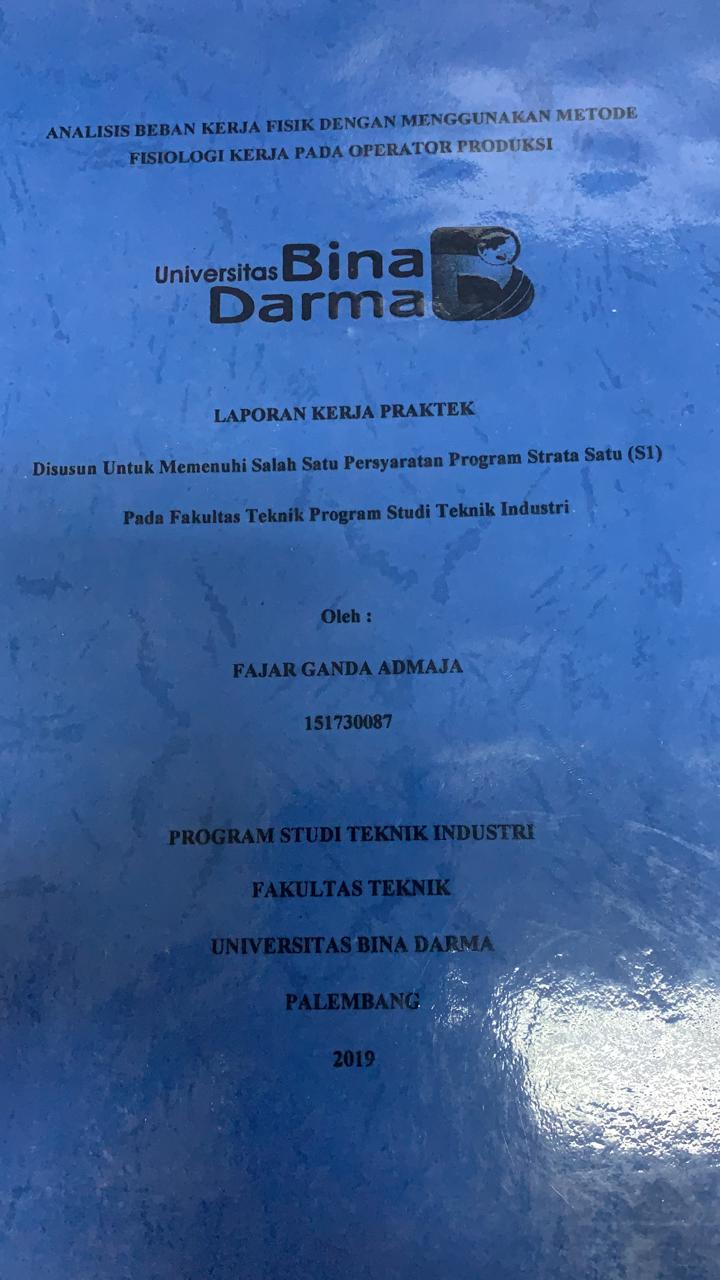 ANALISIS BEBAN KERJA FISIK DENGAN MENGGUNAKAN METODE
FISIOLOGI KERJA PADA OPERATOR PRODUKSI
Universitas Bina
Darma
LAPORAN KERJA PRAKTEK
Disusun Untuk Memenuhi Salah Satu Persyaratan Program Strata Satu (S1)
Pada Fakultas Teknik Program Studi Teknik Industri
Oleh :
FAJAR GANDA ADMAJA
151730087
PROGRAM STUDI TEKNIK INDUSTRI
FAKULTAS TEKNIK
UNIVERSITAS BINA DARMA
PALEMBANG
2019